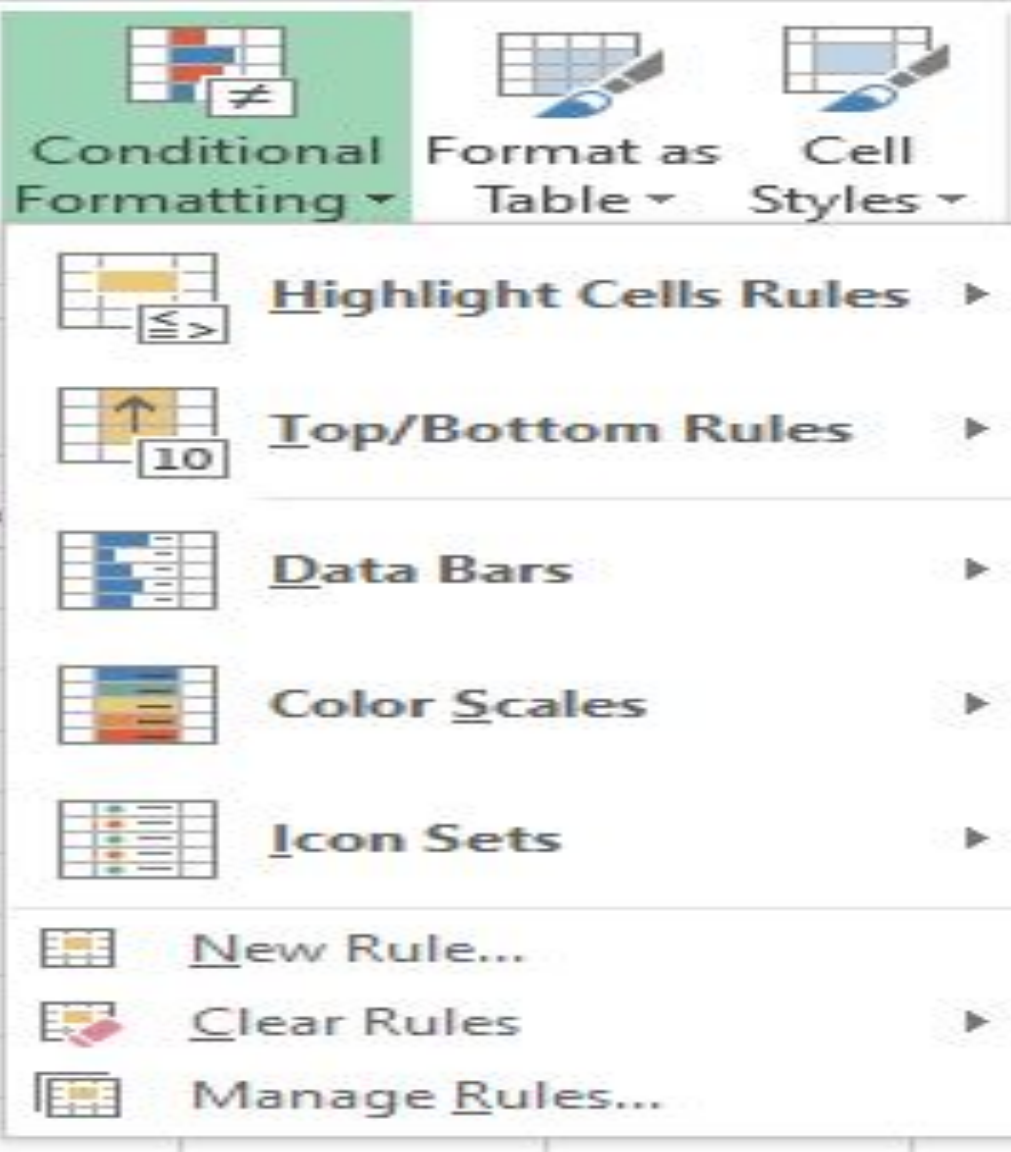 Conditional Formatting
Format as Table
Cell Styles
≠
Highlight Cells Rules
≤ >
Top/Bottom Rules
10
Data Bars
Color Scales
Icon Sets
New Rule...
Clear Rules
Manage Rules...